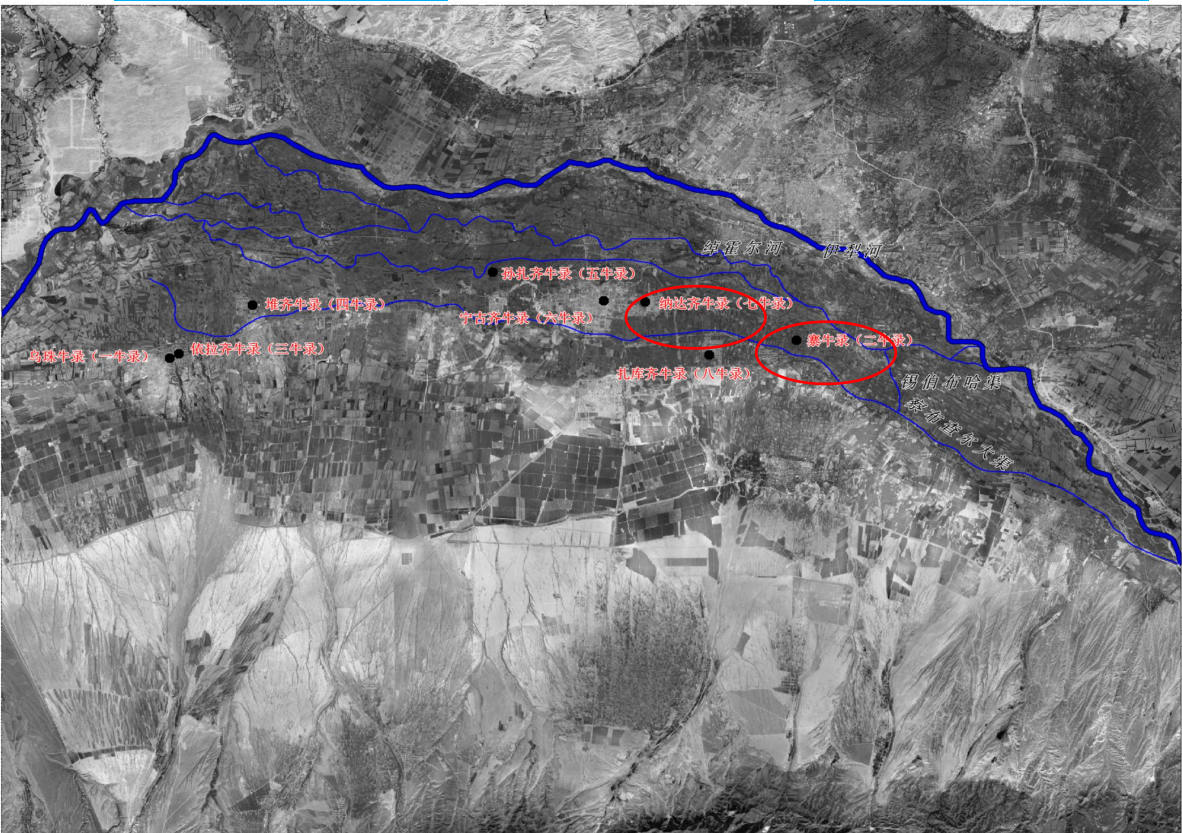 绰霍尔河
伊犁河
孙扎齐牛录（五牛录）
堆齐牛录（四牛录）
纳达齐牛录（七牛录）
宁古齐牛录（六牛录）
寨牛录（二牛录）
乌珠牛录（一牛录）
依拉齐牛录（三牛录）
扎库齐牛录（八牛录）
锡伯布哈渠
察布查尔大渠